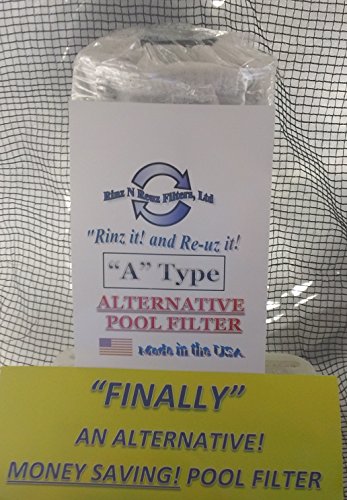 Rinz N Reuz Filters, Ltd
"Rinz it! and Re-uz it!
"A" Type
ALTERNATIVE
POOL FILTER
Made in the USA
"FINALLY"
AN ALTERNATIVE!
MONEY SAVING! POOL FILTER